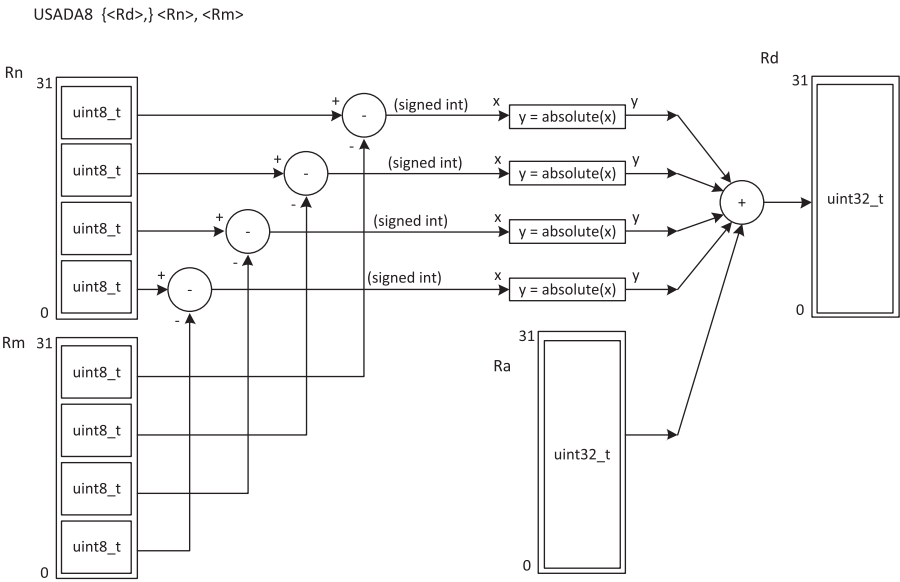 USADA8 {<Rd>,} <Rn>, <Rm>
Rn
31
uint8_t
uint8_t
uint8_t
uint8_t
0
+
-
-
(signed int)
x
y = absolute(x)
y
+
-
-
(signed int)
x
y = absolute(x)
y
+
-
-
(signed int)
x
y = absolute(x)
y
+
-
-
(signed int)
x
y = absolute(x)
y
+
Rd
31
uint32_t
0
Rm
31
uint8_t
uint8_t
uint8_t
uint8_t
0
Ra
31
uint32_t
0